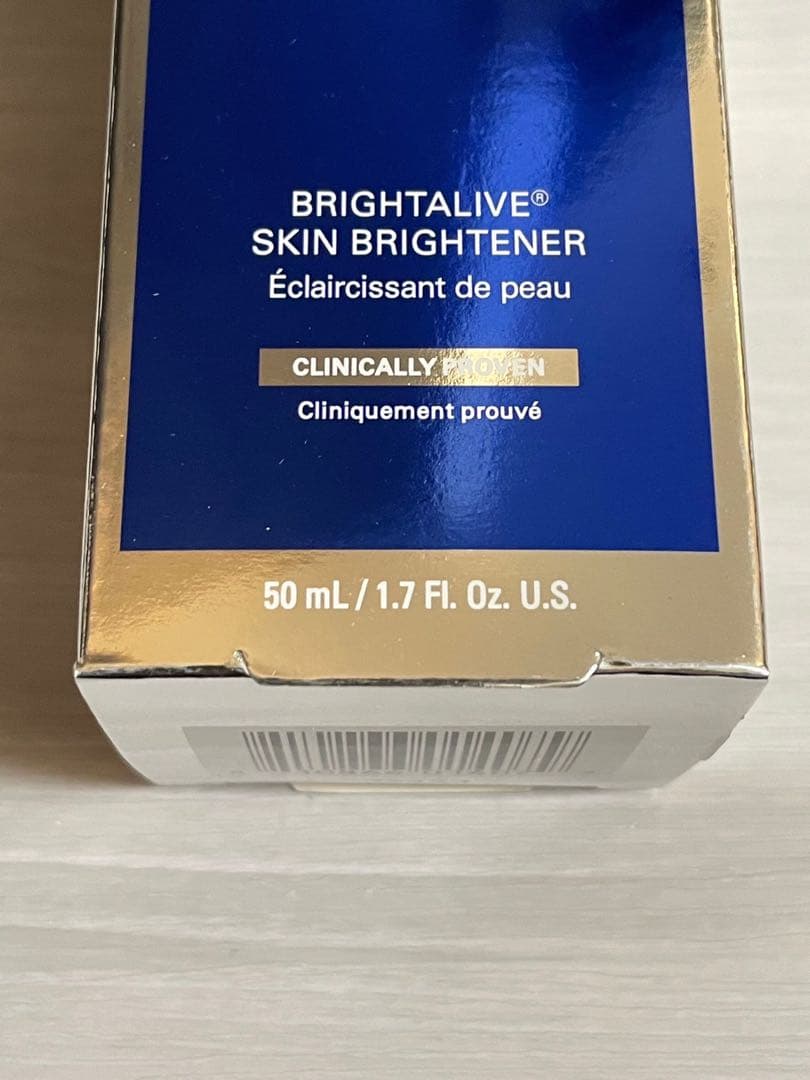 BRIGHTALIVE®
SKIN BRIGHTENER
Éclaircissant de peau
CLINICALLY PROVEN
Cliniquement prouvé
50 mL / 1.7 Fl. Oz. U.S.